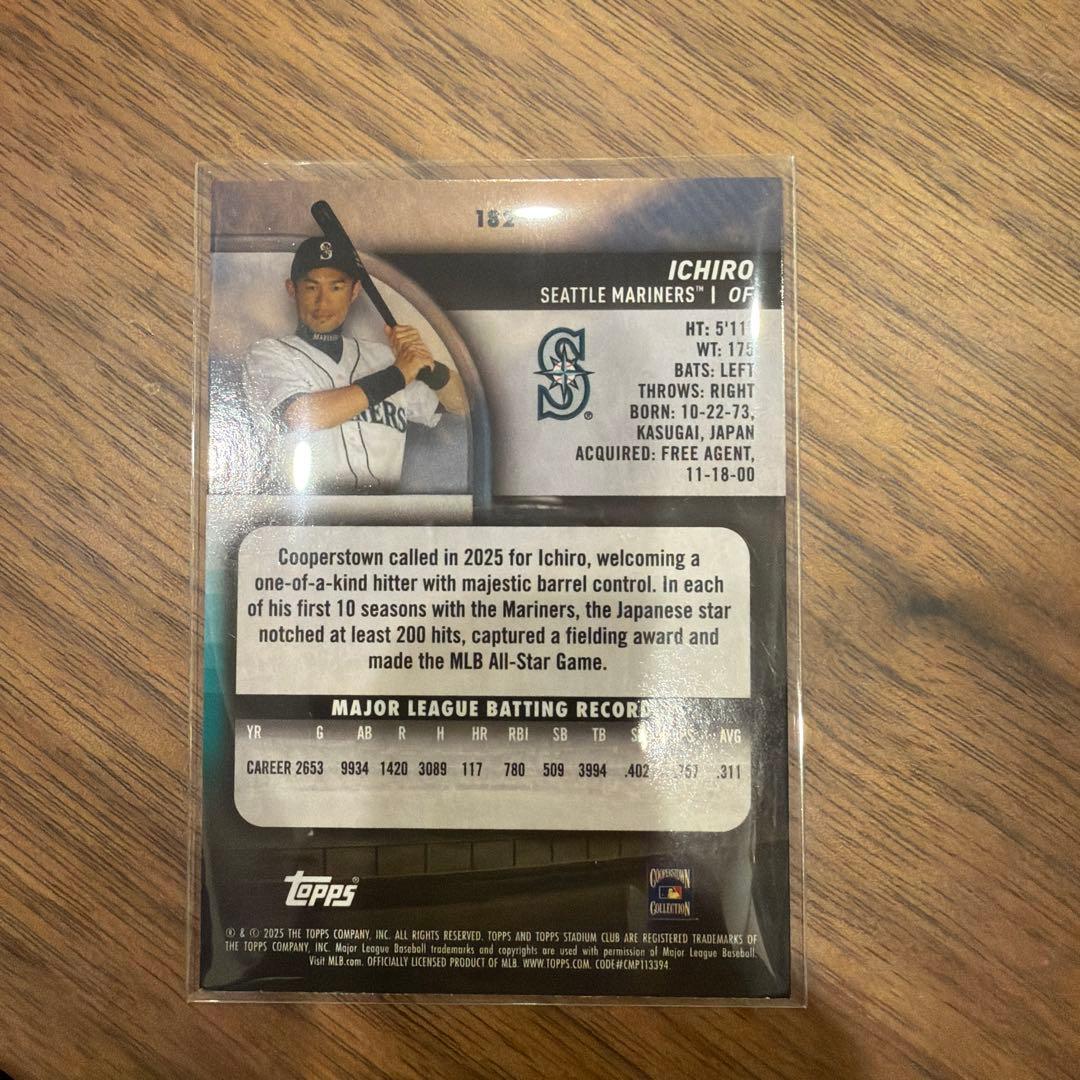 182
ICHIRO
SEATTLE MARINERS™ | OF
HT: 5'11"
WT: 175
BATS: LEFT
THROWS: RIGHT
BORN: 10-22-73,
KASUGAI, JAPAN
ACQUIRED: FREE AGENT,
11-18-00
Cooperstown called in 2025 for Ichiro, welcoming a
one-of-a-kind hitter with majestic barrel control. In each
of his first 10 seasons with the Mariners, the Japanese star
notched at least 200 hits, captured a fielding award and
made the MLB All-Star Game.
MAJOR LEAGUE BATTING RECORD
YR G AB R H HR RBI SB TB AVG
CAREER 2653 9934 1420 3089 117 780 509 3994 .402 .757 .311
Topps®
COOPERSTOWN
COLLECTION
® & © 2025 THE TOPPS COMPANY, INC. ALL RIGHTS RESERVED. TOPPS AND TOPPS STADIUM CLUB ARE REGISTERED TRADEMARKS OF
THE TOPPS COMPANY, INC. Major League Baseball trademarks and copyrights are used with permission of Major League Baseball.
Visit MLB.com. OFFICIALLY LICENSED PRODUCT OF MLB. WWW.TOPPS.COM. CODE#CMP113394